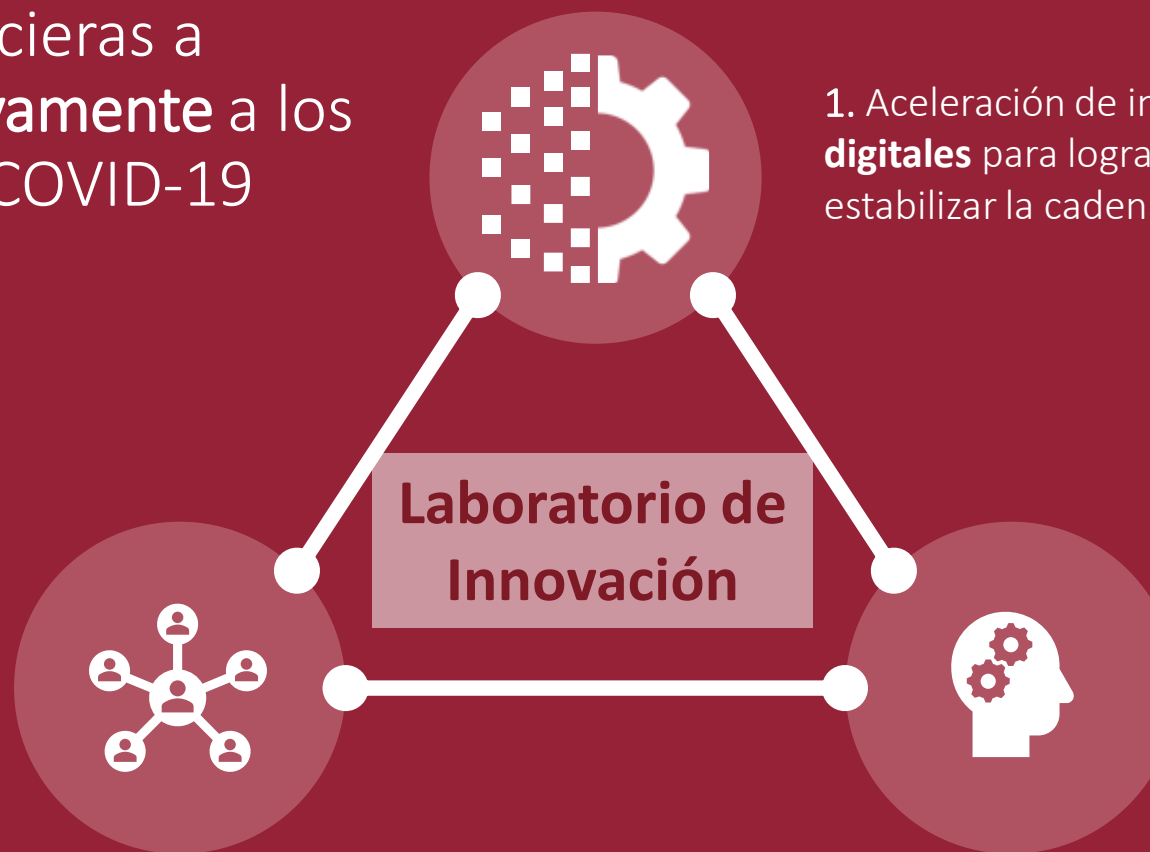 cieras a
vamente a los
COVID-19
1. Aceleración de in
digitales para logra
estabilizar la caden
Laboratorio de
Innovación